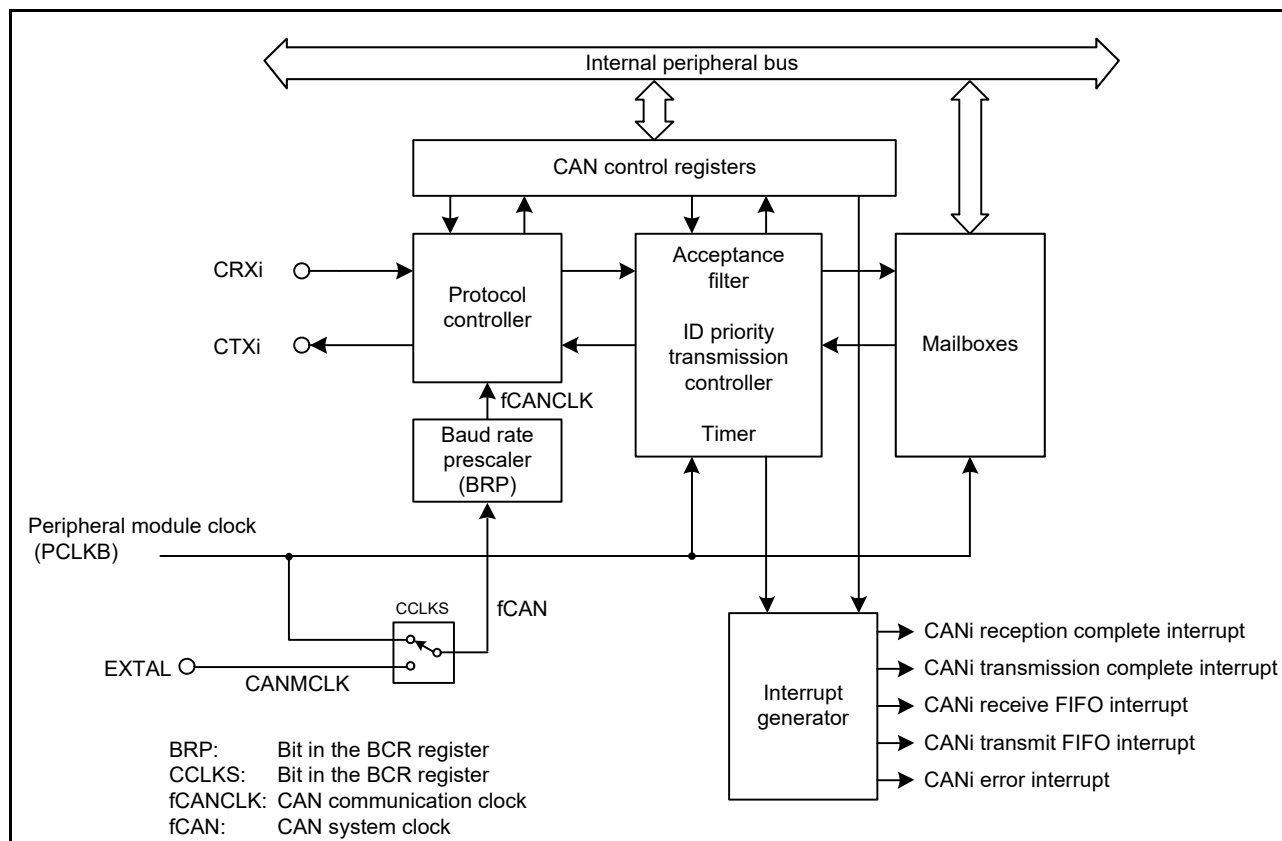 Internal peripheral bus
CAN control registers
CRXi
CTXi
Protocol
controller
Acceptance
filter
ID priority
transmission
controller
Timer
Mailboxes
fCANCLK
Baud rate
prescaler
(BRP)
Peripheral module clock
(PCLKB)
CCLKS
fCAN
EXTAL
CANMCLK
Interrupt
generator
CANi reception complete interrupt
CANi transmission complete interrupt
CANi receive FIFO interrupt
CANi transmit FIFO interrupt
CANi error interrupt
BRP: Bit in the BCR register
CCLKS: Bit in the BCR register
fCANCLK: CAN communication clock
fCAN: CAN system clock